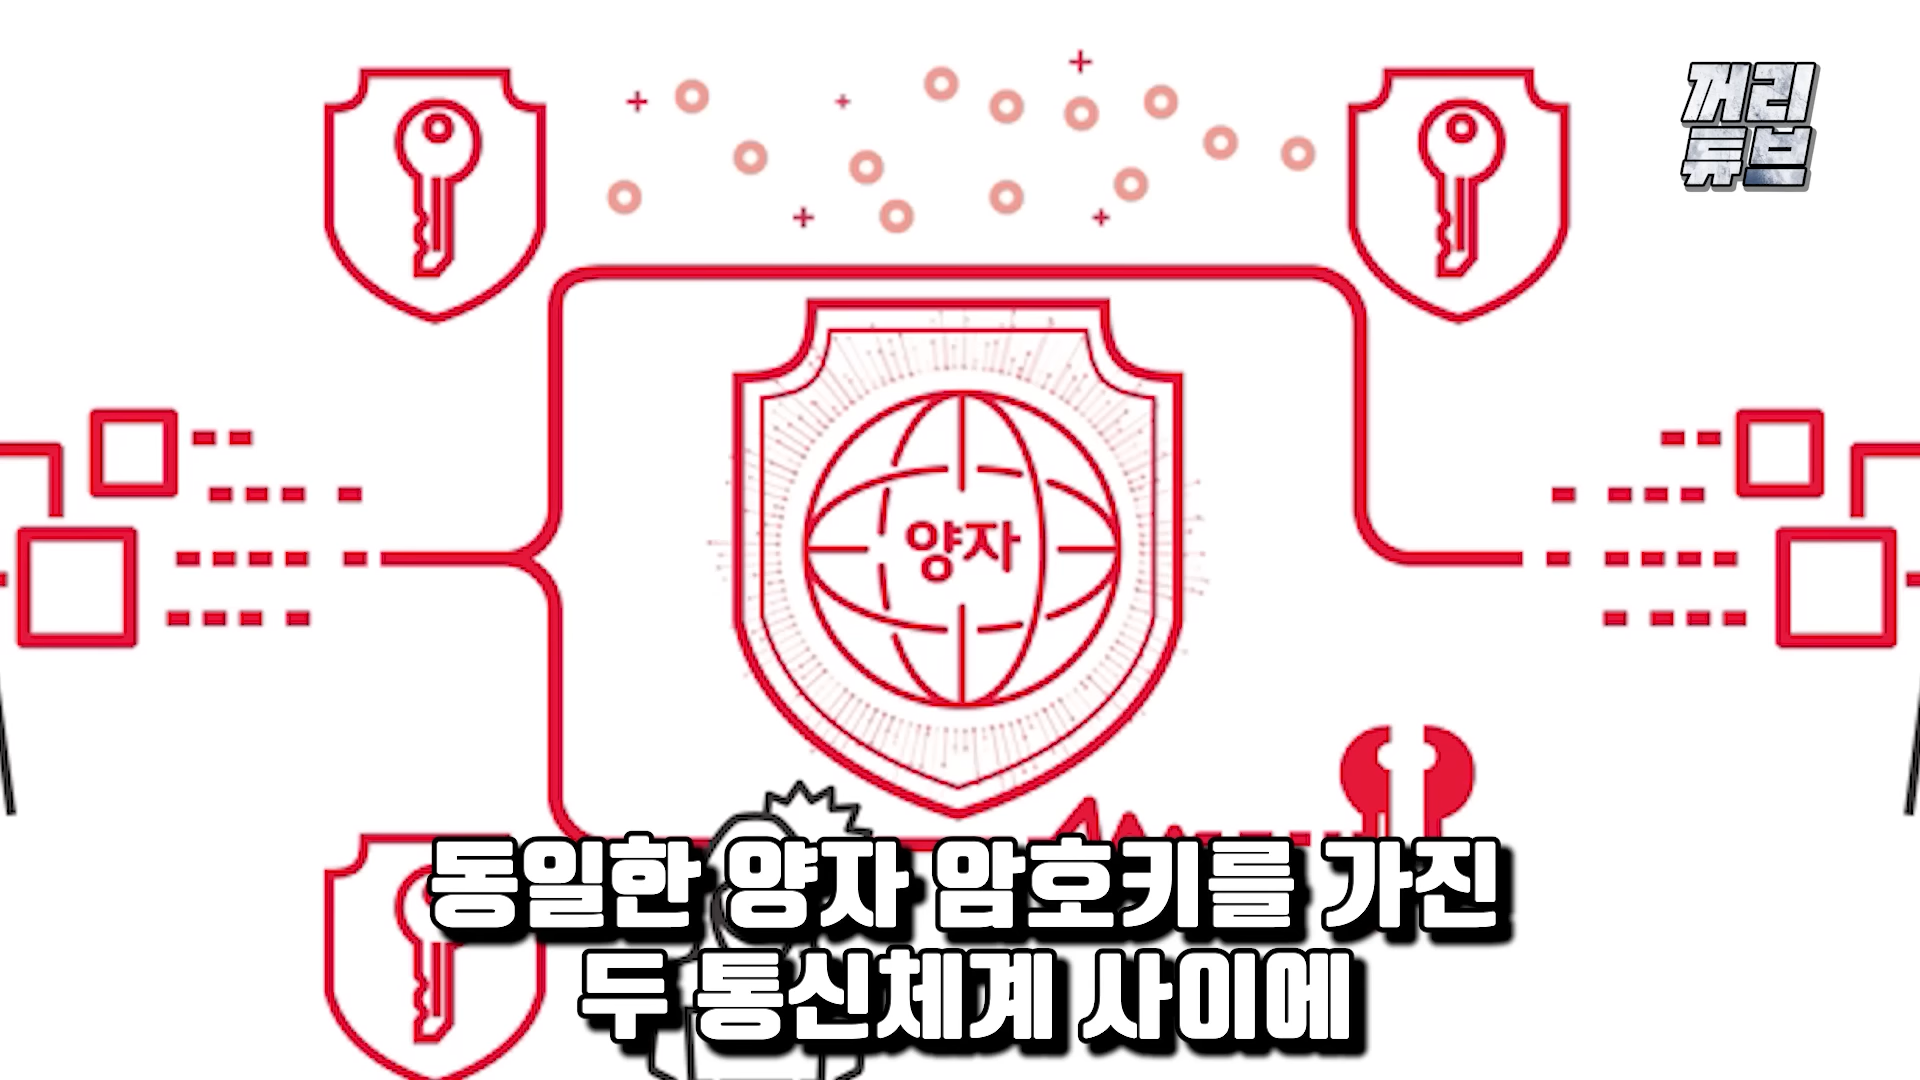 꺼리
튜브
양자
동일한 양자 암호키를 가진
두 통신체계 사이에